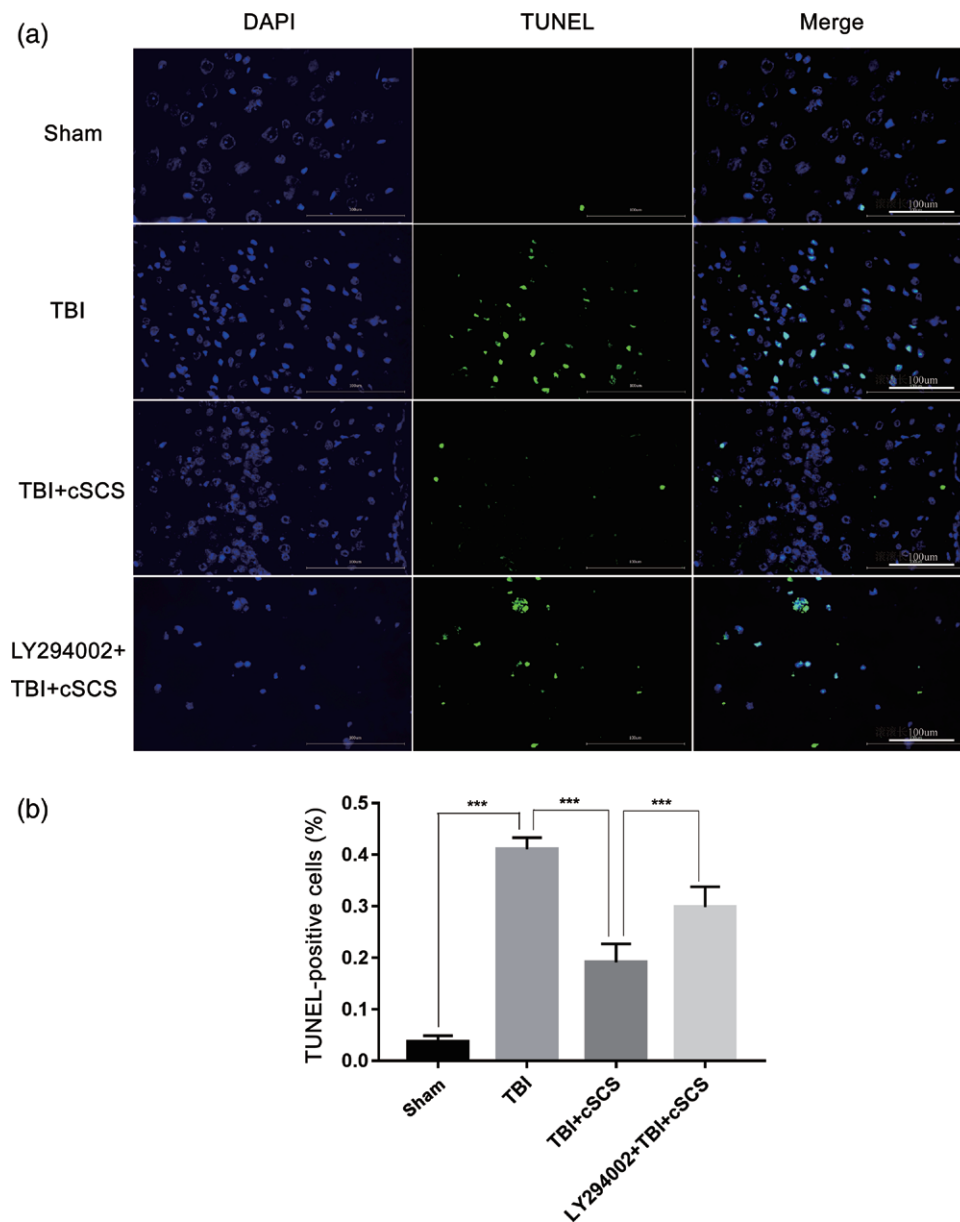 (a)
DAPI TUNEL Merge
Sham
100um
TBI
100um
TBI+cSCS
100um
LY294002+
TBI+cSCS
100um
(b)
TUNEL-positive cells (%)
0.5
0.4
0.3
0.2
0.1
0.0
*** *** ***
Sham
TBI
TBI+cSCS
LY294002+TBI+cSCS